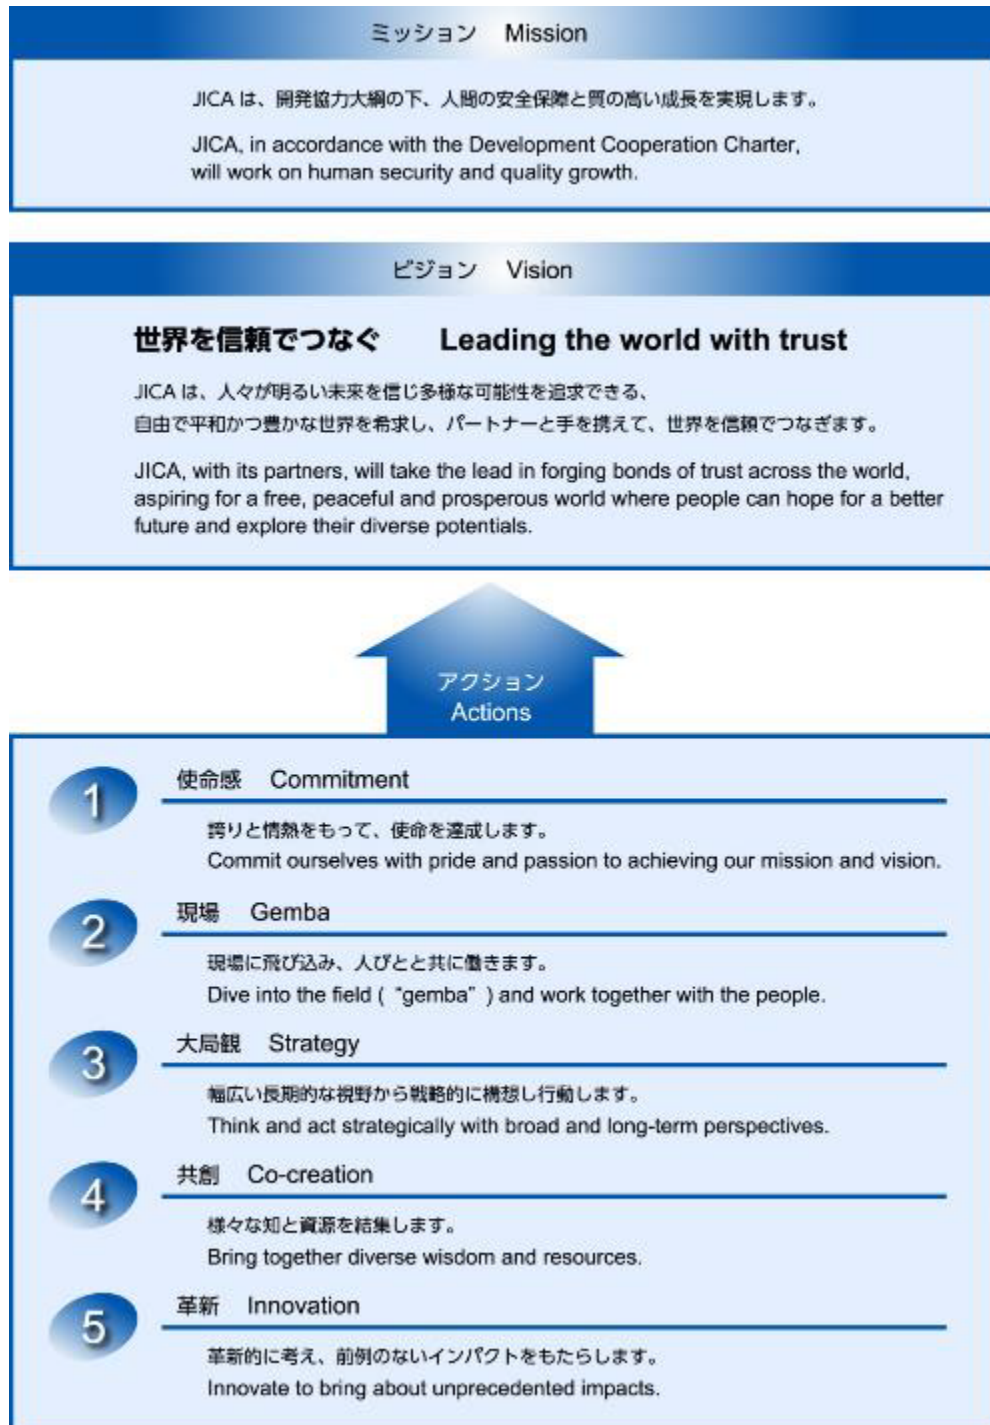 ミッション Mission
JICA は、開発協力大綱の下、人間の安全保障と質の高い成長を実現します。
JICA, in accordance with the Development Cooperation Charter,
will work on human security and quality growth.
ビジョン Vision
世界を信頼でつなぐ Leading the world with trust
JICA は、人々が明るい未来を信じ多様な可能性を追求できる、
自由で平和かつ豊かな世界を希求し、パートナーと手を携えて、世界を信頼でつなぎます。
JICA, with its partners, will take the lead in forging bonds of trust across the world,
aspiring for a free, peaceful and prosperous world where people can hope for a better
future and explore their diverse potentials.
アクション
Actions
1 使命感 Commitment
誇りと情熱をもって、使命を達成します。
Commit ourselves with pride and passion to achieving our mission and vision.
2 現場 Gemba
現場に飛び込み、人びとと共に働きます。
Dive into the field ( “gemba” ) and work together with the people.
3 大局観 Strategy
幅広い長期的な視野から戦略的に構想し行動します。
Think and act strategically with broad and long-term perspectives.
4 共創 Co-creation
様々な知と資源を結集します。
Bring together diverse wisdom and resources.
5 革新 Innovation
革新的に考え、前例のないインパクトをもたらします。
Innovate to bring about unprecedented impacts.